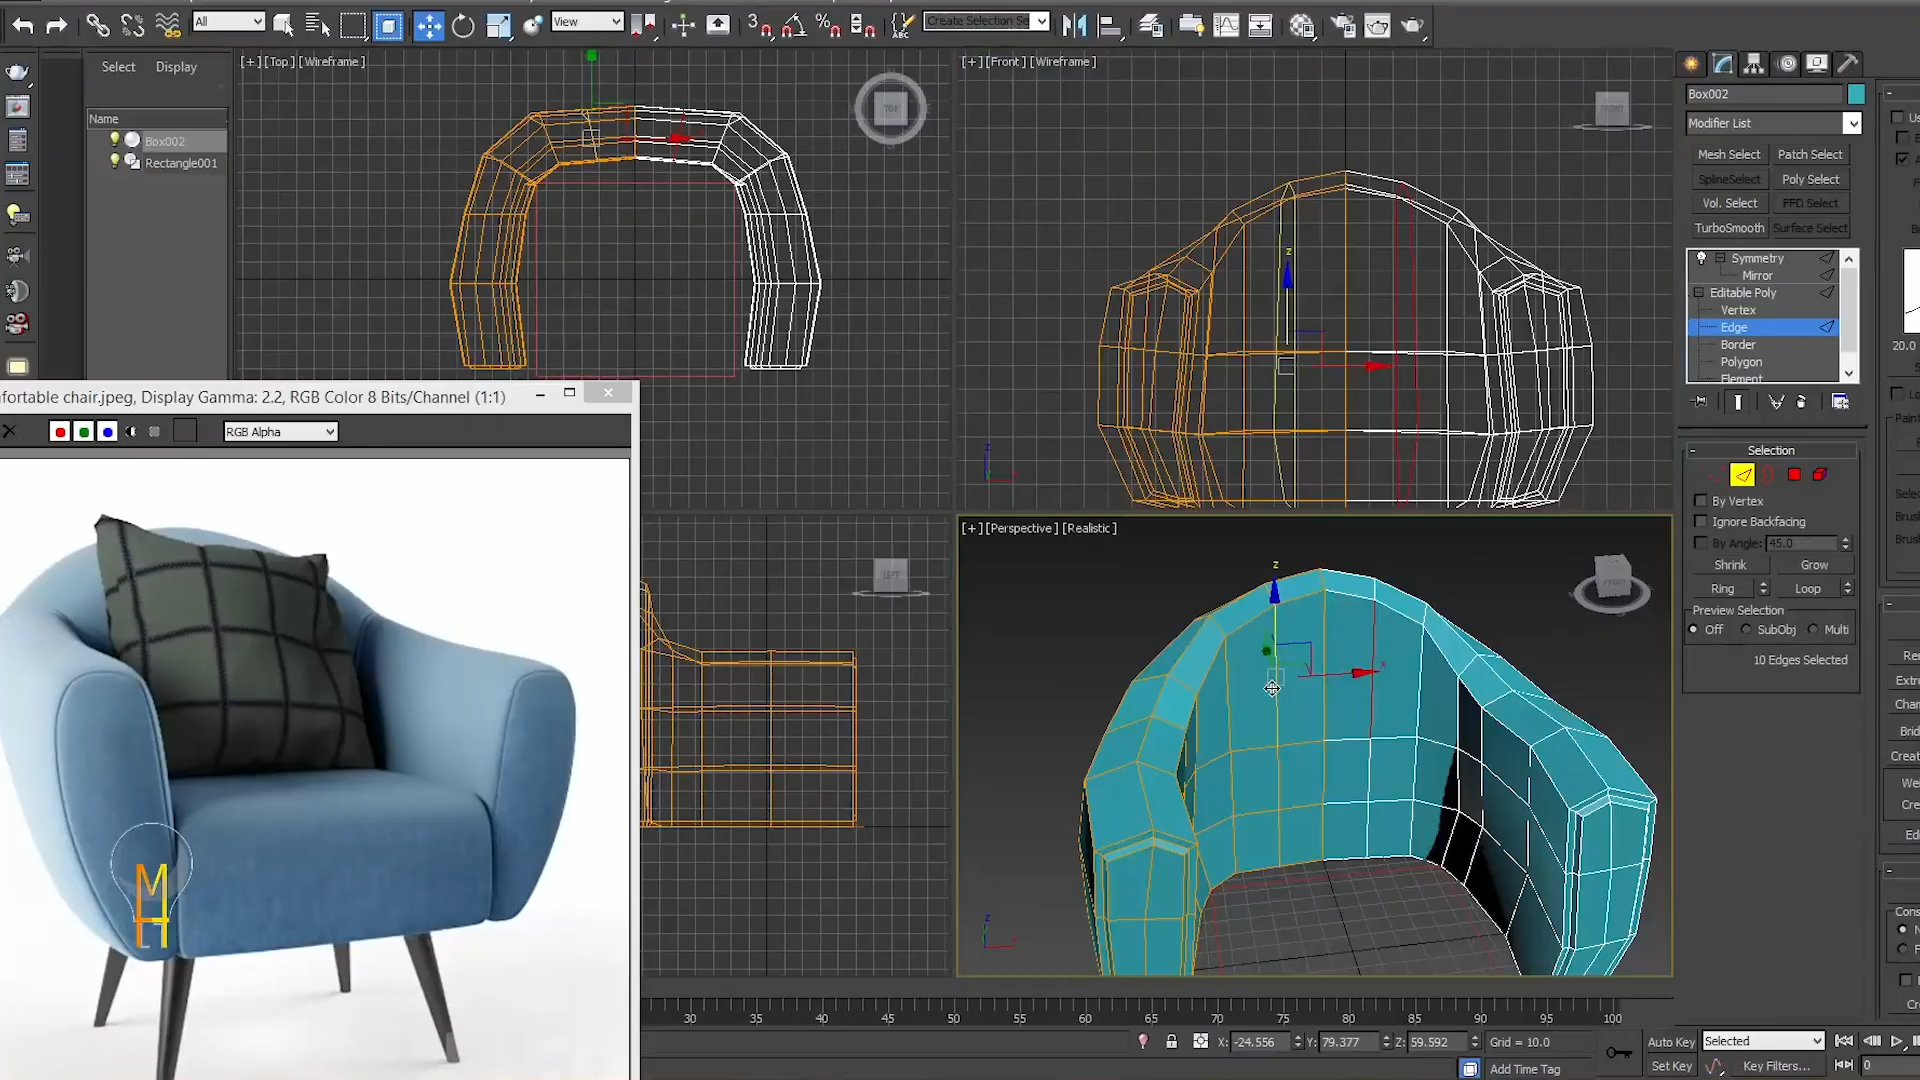 All
View
Create Selection Se
Select
Display
Name
Box002
Rectangle001
[+][Top][Wireframe]
TOP
[+][Front][Wireframe]
FRONT
LEFT
[+][Perspective][Realistic]
FRONT
z
z
x
Box002
Modifier List
Mesh Select
Patch Select
SplineSelect
Poly Select
Vol. Select
FFD Select
TurboSmooth
Surface Select
Symmetry
Mirror
Editable Poly
Vertex
Edge
Border
Polygon
Element
Selection
By Vertex
Ignore Backfacing
By Angle: 45.0
Shrink
Grow
Ring
Loop
Preview Selection
Off
SubObj
Multi
10 Edges Selected
20.0
fortable chair.jpeg, Display Gamma: 2.2, RGB Color 8 Bits/Channel (1:1)
RGB Alpha
MH
30 35 40 45 50 55 60 65 70 75 80 85 90 95 100
X: -24.556 Y: 79.377 Z: 59.592 Grid = 10.0
Auto Key
Selected
Add Time Tag
Set Key
Key Filters...
0